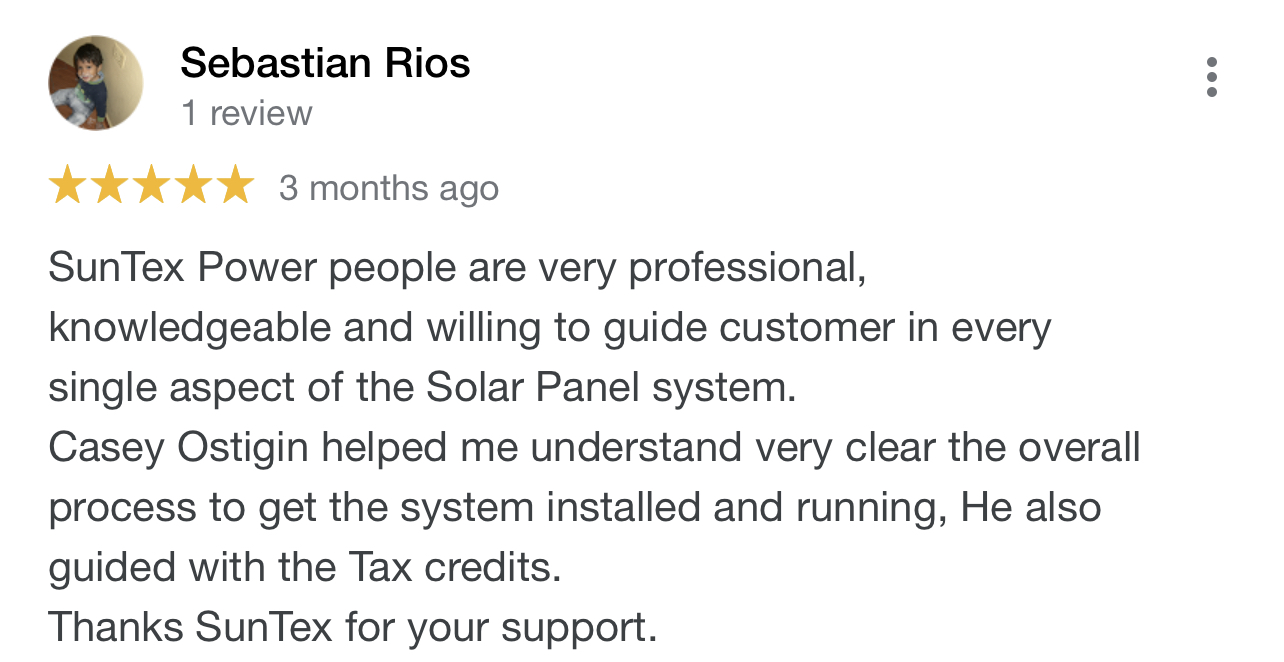 Sebastian Rios
1 review
3 months ago
SunTex Power people are very professional,
knowledgeable and willing to guide customer in every
single aspect of the Solar Panel system.
Casey Ostigin helped me understand very clear the overall
process to get the system installed and running, He also
guided with the Tax credits.
Thanks SunTex for your support.